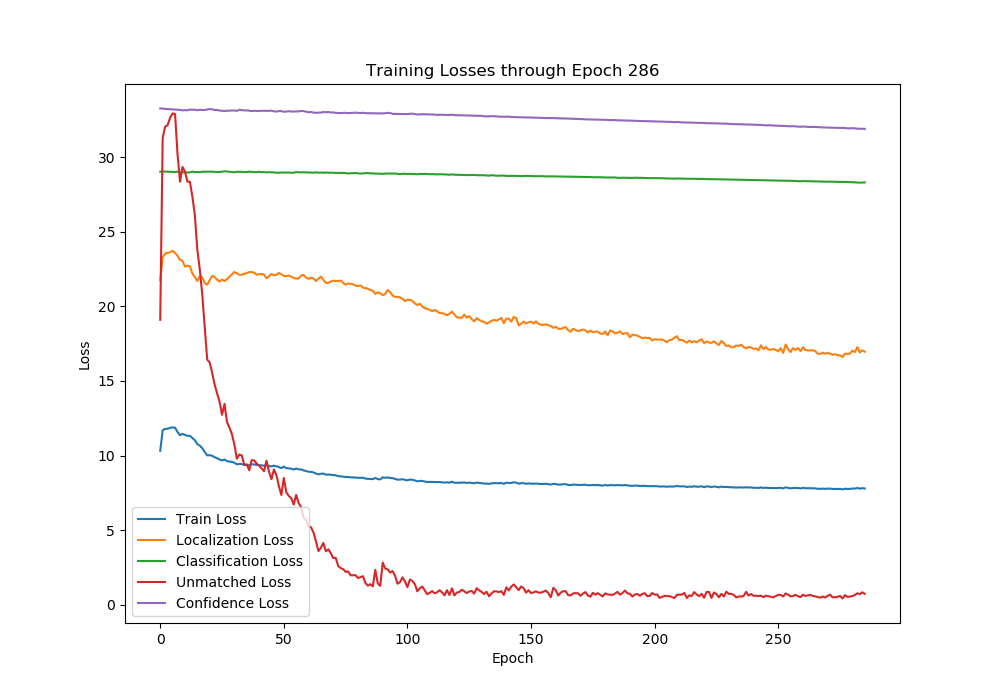 Training Losses through Epoch 286
Loss
30
25
20
15
10
5
0
Train Loss
Localization Loss
Classification Loss
Unmatched Loss
Confidence Loss
0 50 100 150 200 250
Epoch